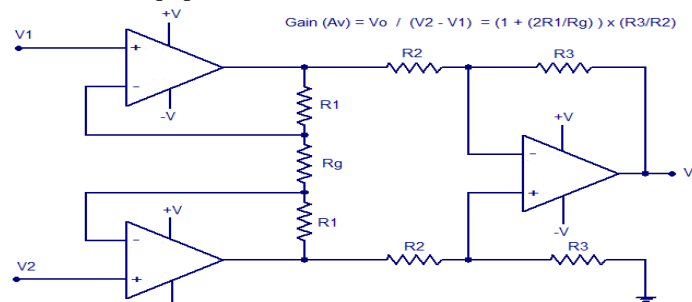 Gain (Av) = Vo / (V2 - V1) = (1 + (2R1/Rg) ) x (R3/R2)
+V
V1
R2
R3
+
-
-V
R1
+V
Rg
-
V
+
+V
R1
-V
-
R2
R3
V2
+